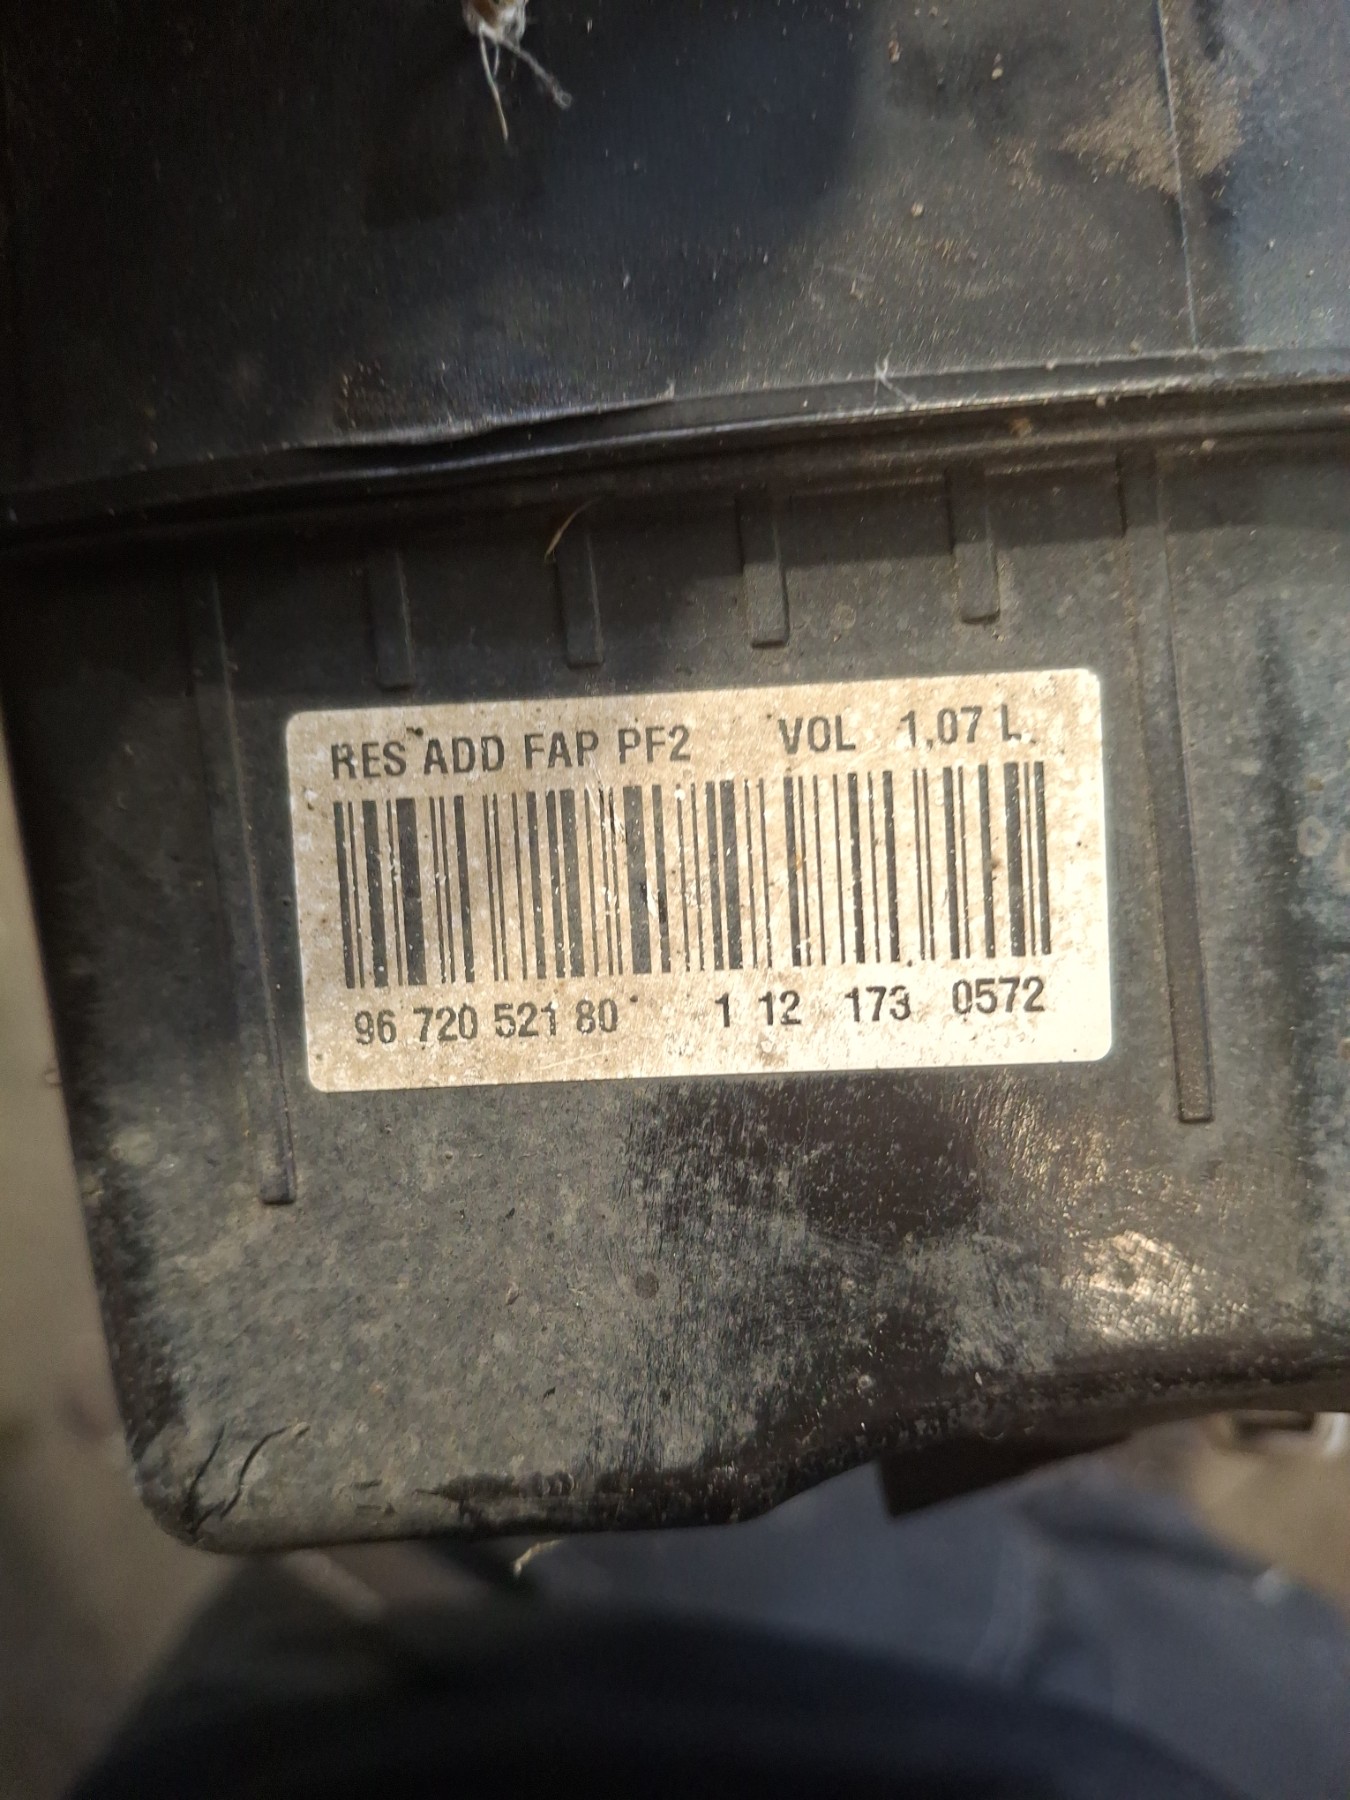 RES ADD FAP PF2 VOL 1,07 L
96 720 521 80 1 12 173 0572